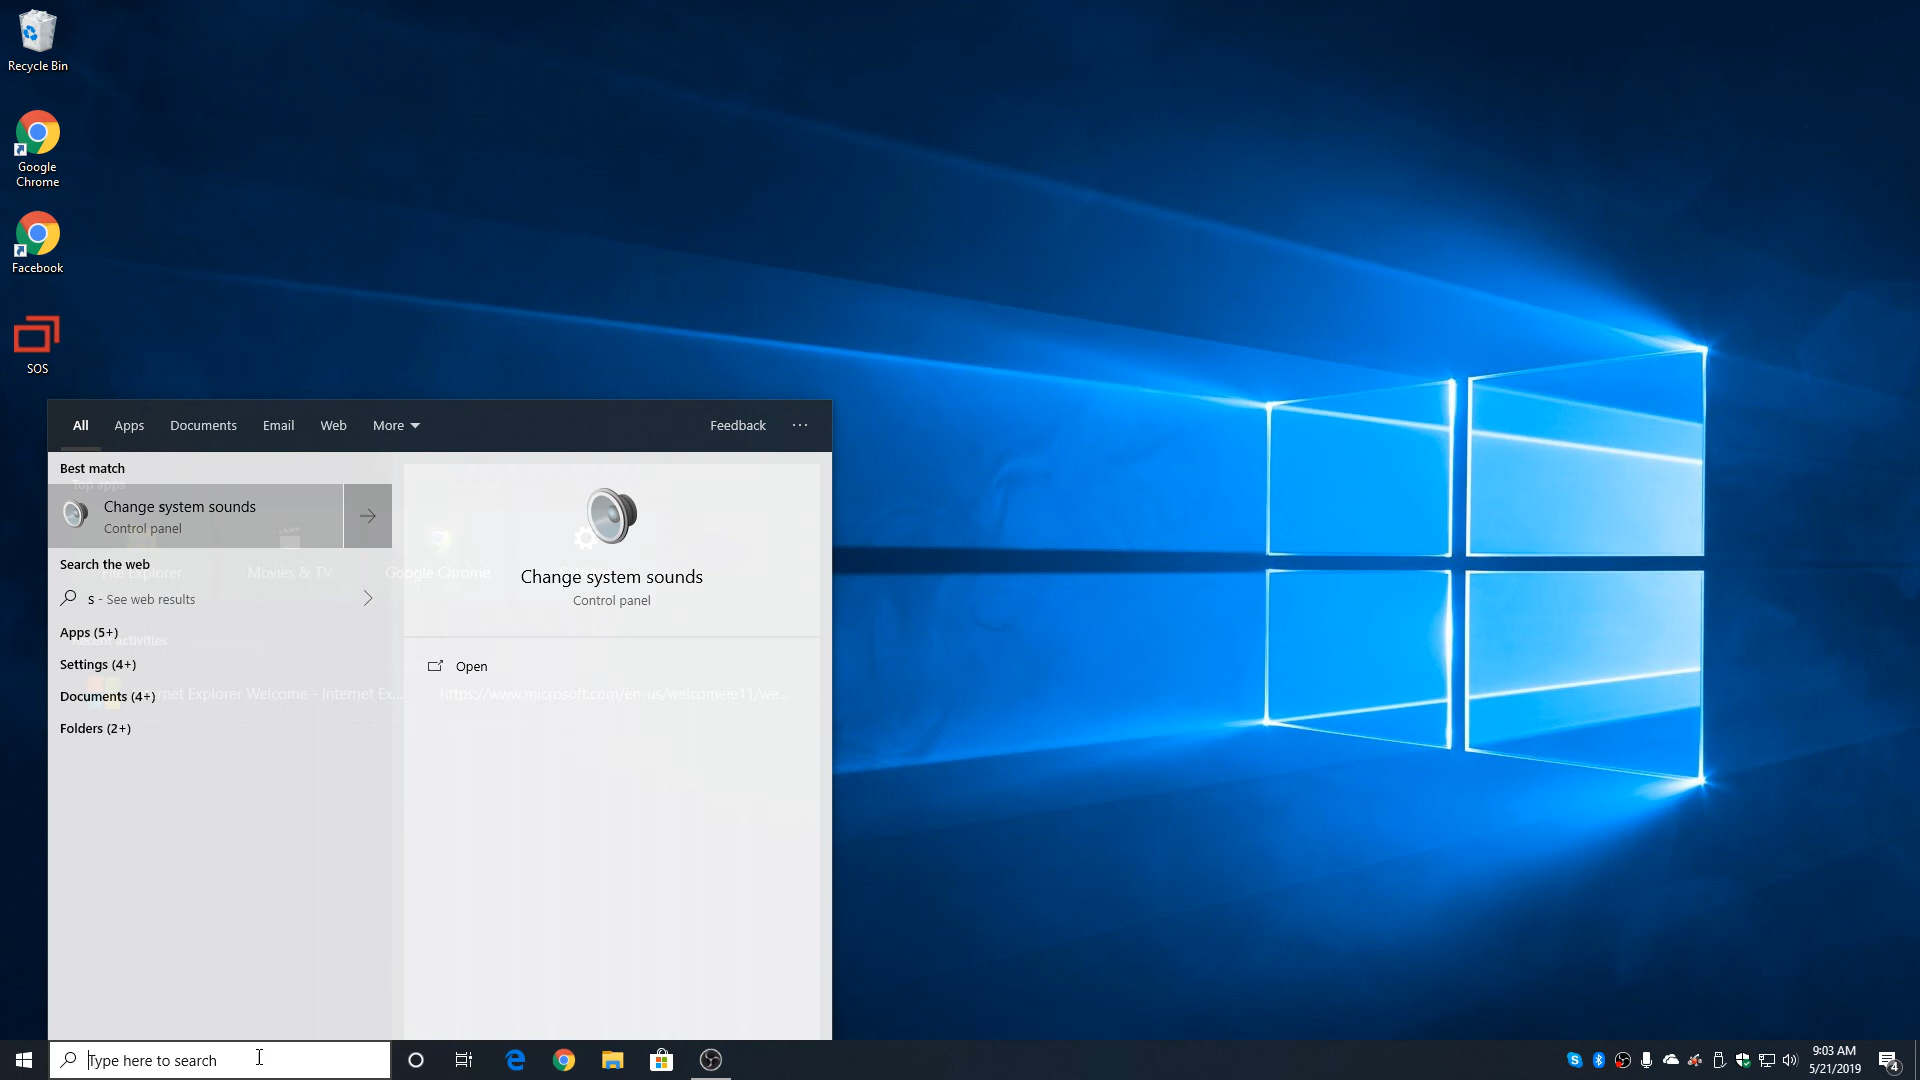 Recycle Bin
Google
Chrome
Facebook
SOS
All
Apps
Documents
Email
Web
More
Feedback
Best match
Top apps
Change system sounds
Control panel
File Explorer
Movies & TV
Google Chrome
Change system sounds
Control panel
Search the web
s - See web results
Apps (5+)
activities
Settings (4+)
Open
Documents (4+)
Internet Explorer Welcome - Internet Ex...
https://www.microsoft.com/en-us/welcomeie11/we...
Folders (2+)
Type here to search
9:03 AM
5/21/2019
4